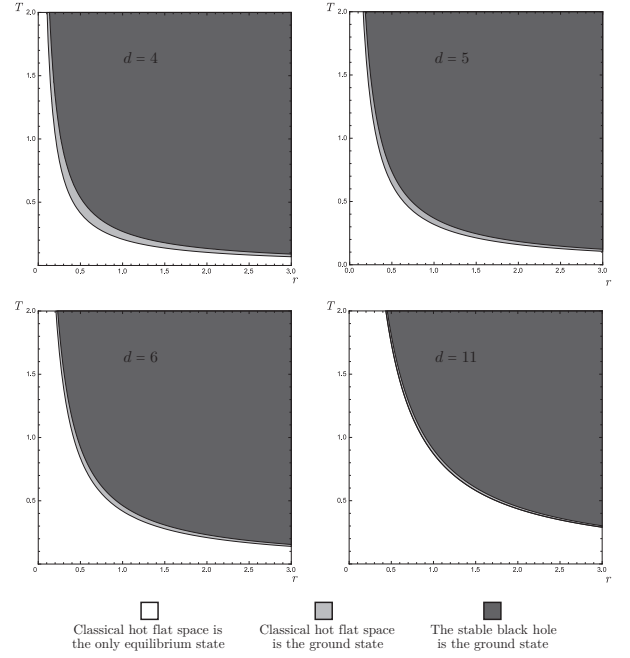 T
2.0
d = 4
1.5
1.0
0.5
0
0.5
1.0
1.5
2.0
2.5
3.0
r
T
2.0
d = 5
1.5
1.0
0.5
0.0
0.0
0.5
1.0
1.5
2.0
2.5
3.0
r
T
2.0
d = 6
1.5
1.0
0.5
0
0.5
1.0
1.5
2.0
2.5
3.0
r
T
2.0
d = 11
1.5
1.0
0.5
0
0.5
1.0
1.5
2.0
2.5
3.0
r
Classical hot flat space is
the only equilibrium state
Classical hot flat space
is the ground state
The stable black hole
is the ground state